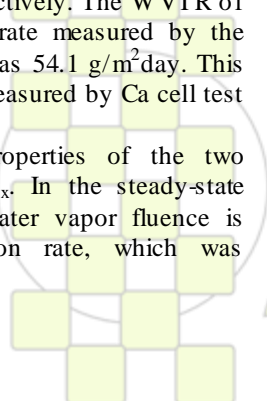 ctively. The WVTR of
rate measured by the
as 54.1 g/m²day. This
easured by Ca cell test
roperties of the two
x. In the steady-state
ater vapor fluence is
on rate, which was